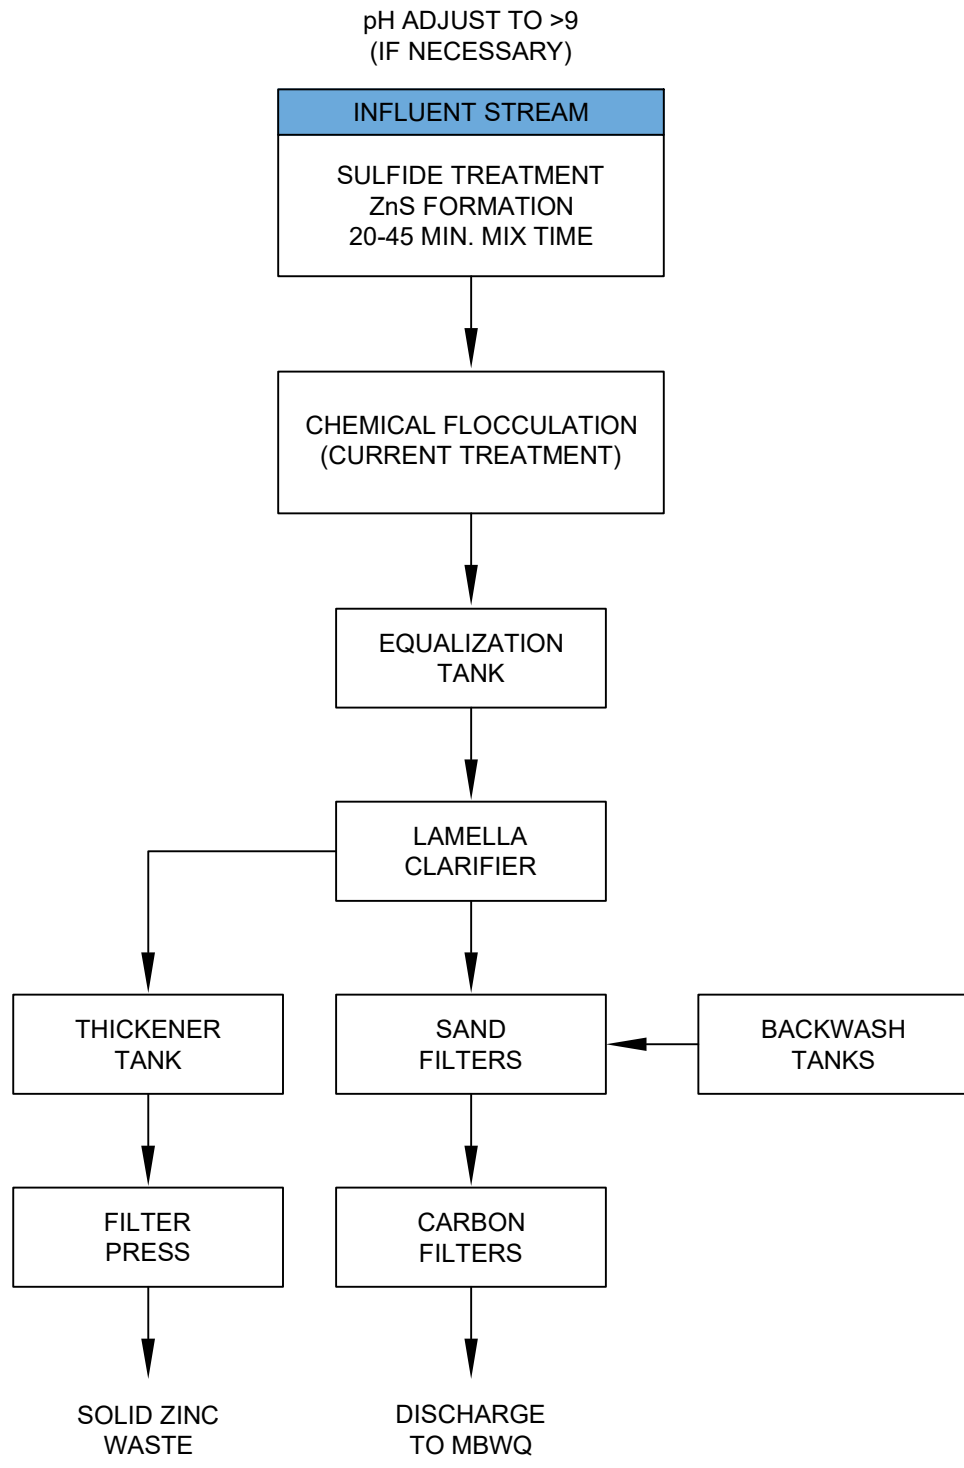 pH ADJUST TO >9
(IF NECESSARY)
INFLUENT STREAM
SULFIDE TREATMENT
ZnS FORMATION
20-45 MIN. MIX TIME
CHEMICAL FLOCCULATION
(CURRENT TREATMENT)
EQUALIZATION
TANK
LAMELLA
CLARIFIER
THICKENER
TANK
SAND
FILTERS
BACKWASH
TANKS
FILTER
PRESS
CARBON
FILTERS
SOLID ZINC
WASTE
DISCHARGE
TO MBWQ